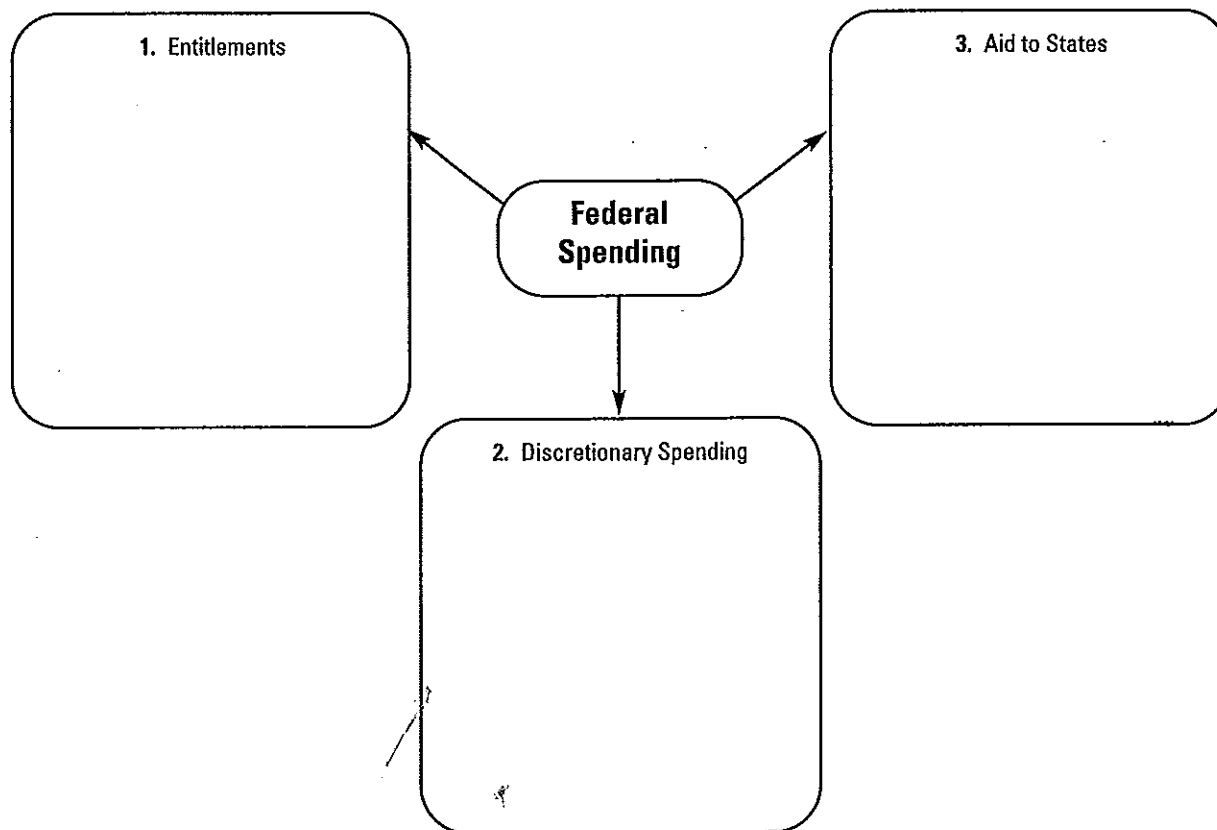 1. Entitlements
3. Aid to States
Federal
Spending
2. Discretionary Spending